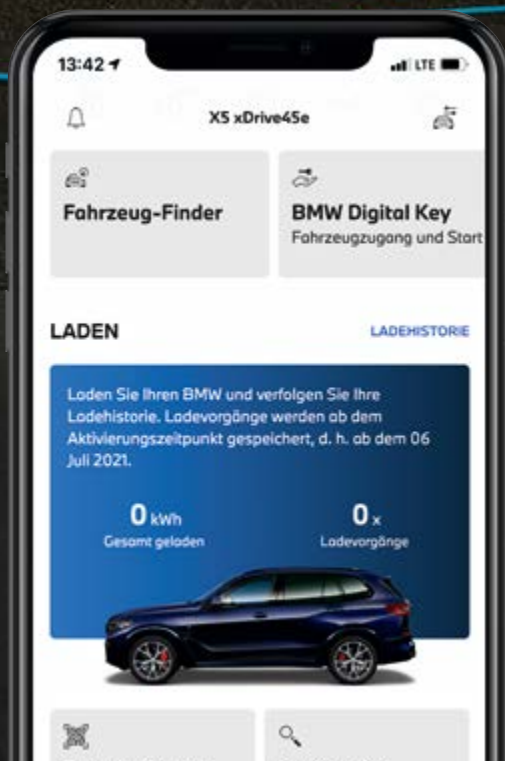 13:42
LTE
X5 xDrive45e
Fahrzeug-Finder
BMW Digital Key
Fahrzeugzugang und Start
LADEN
LADEHISTORIE
Laden Sie Ihren BMW und verfolgen Sie Ihre
Ladehistorie. Ladevorgänge werden ab dem
Aktivierungszeitpunkt gespeichert, d. h. ab dem 06
Juli 2021.
0 kWh
0 x
Gesamt geladen
Ladevorgänge